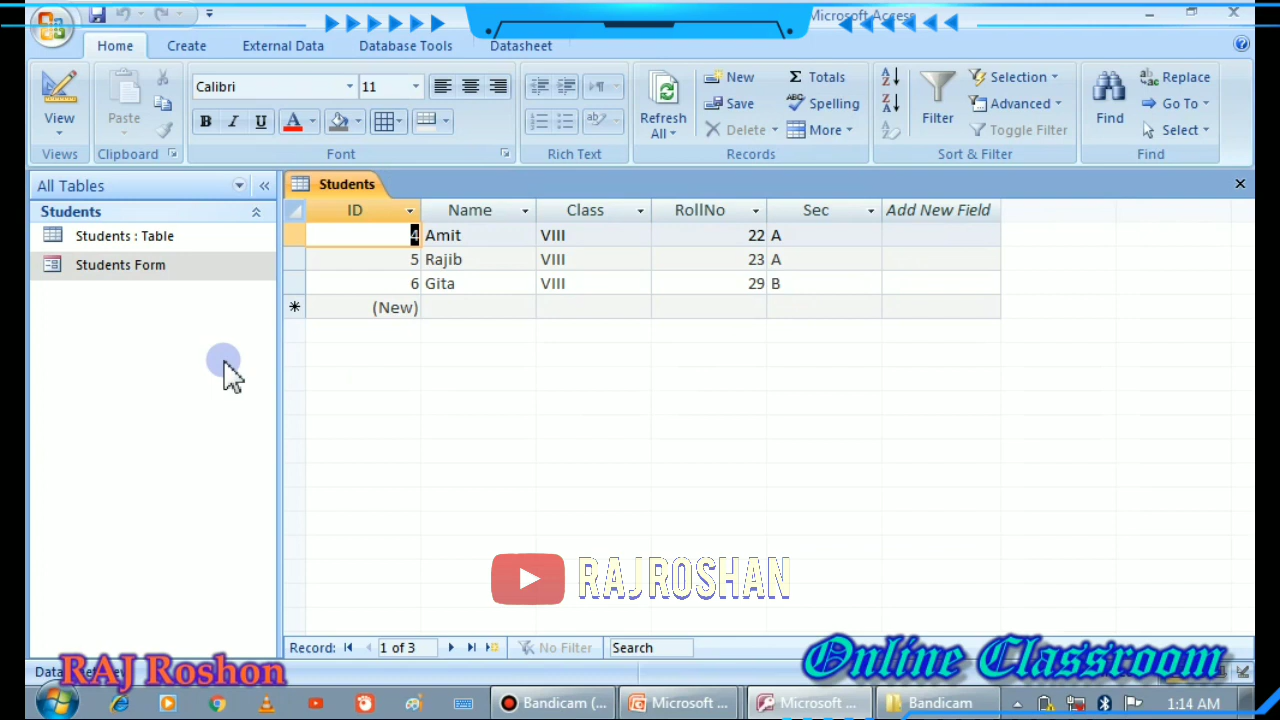 Microsoft Access
Home Create External Data Database Tools Datasheet
View
Paste
Calibri 11
B I U A
Refresh All
New
Save
Delete
Σ Totals
Spelling
More
Filter
Selection
Advanced
Toggle Filter
Find
Replace
Go To
Select
Views Clipboard Font Rich Text Records Sort & Filter Find
All Tables
Students
Students : Table
Students Form
Students
ID Name Class RollNo Sec Add New Field
4 Amit VIII 22 A
5 Rajib VIII 23 A
6 Gita VIII 29 B
(New)
RAJROSHAN
Record: 1 of 3 No Filter Search
RAJ Roshon
Online Classroom
Bandicam (... Microsoft ... Microsoft ... Bandicam 1:14 AM